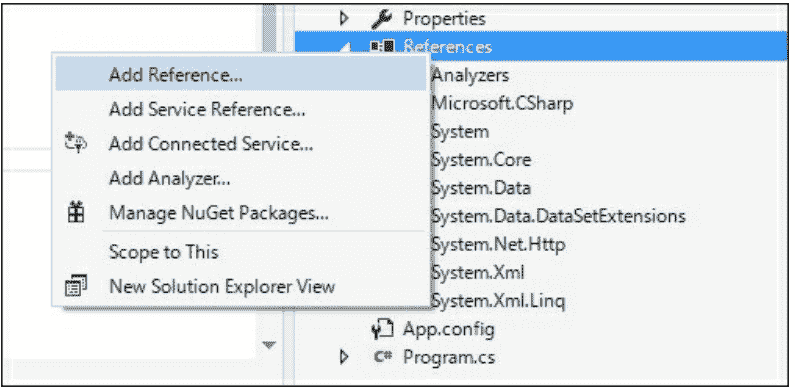 Add Reference...
Add Service Reference...
Add Connected Service...
Add Analyzer...
Manage NuGet Packages...
Scope to This
New Solution Explorer View
Properties
References
Analyzers
Microsoft.CSharp
System
System.Core
System.Data
System.Data.DataSetExtensions
System.Net.Http
System.Xml
System.Xml.Linq
App.config
C# Program.cs